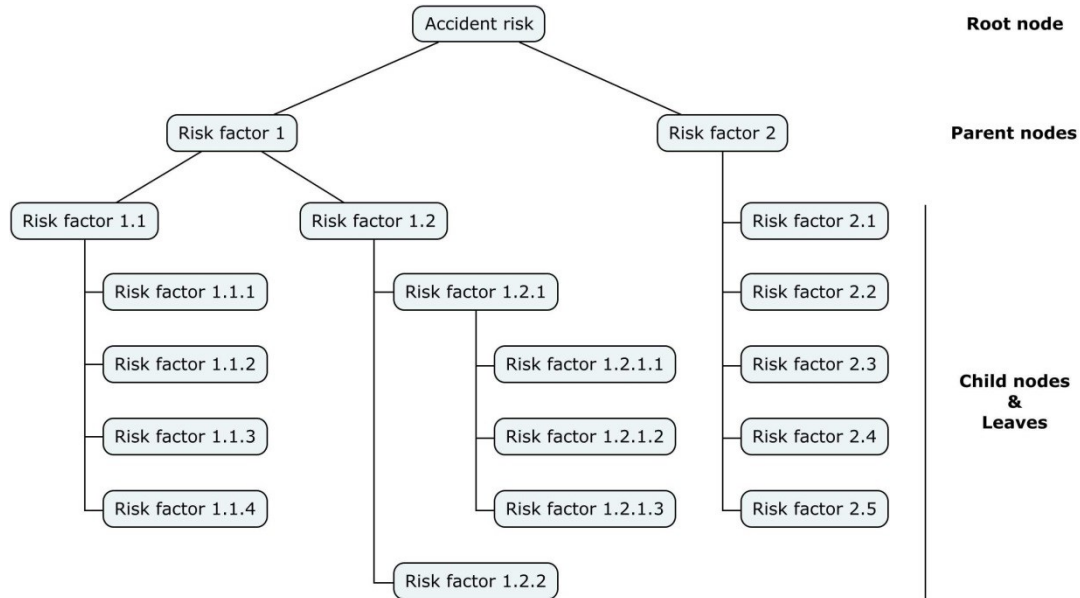 Accident risk
Root node
Risk factor 1
Risk factor 2
Parent nodes
Risk factor 1.1
Risk factor 1.2
Risk factor 2.1
Risk factor 1.1.1
Risk factor 1.2.1
Risk factor 2.2
Risk factor 1.1.2
Risk factor 1.2.1.1
Risk factor 2.3
Child nodes
&
Leaves
Risk factor 1.1.3
Risk factor 1.2.1.2
Risk factor 2.4
Risk factor 1.1.4
Risk factor 1.2.1.3
Risk factor 2.5
Risk factor 1.2.2